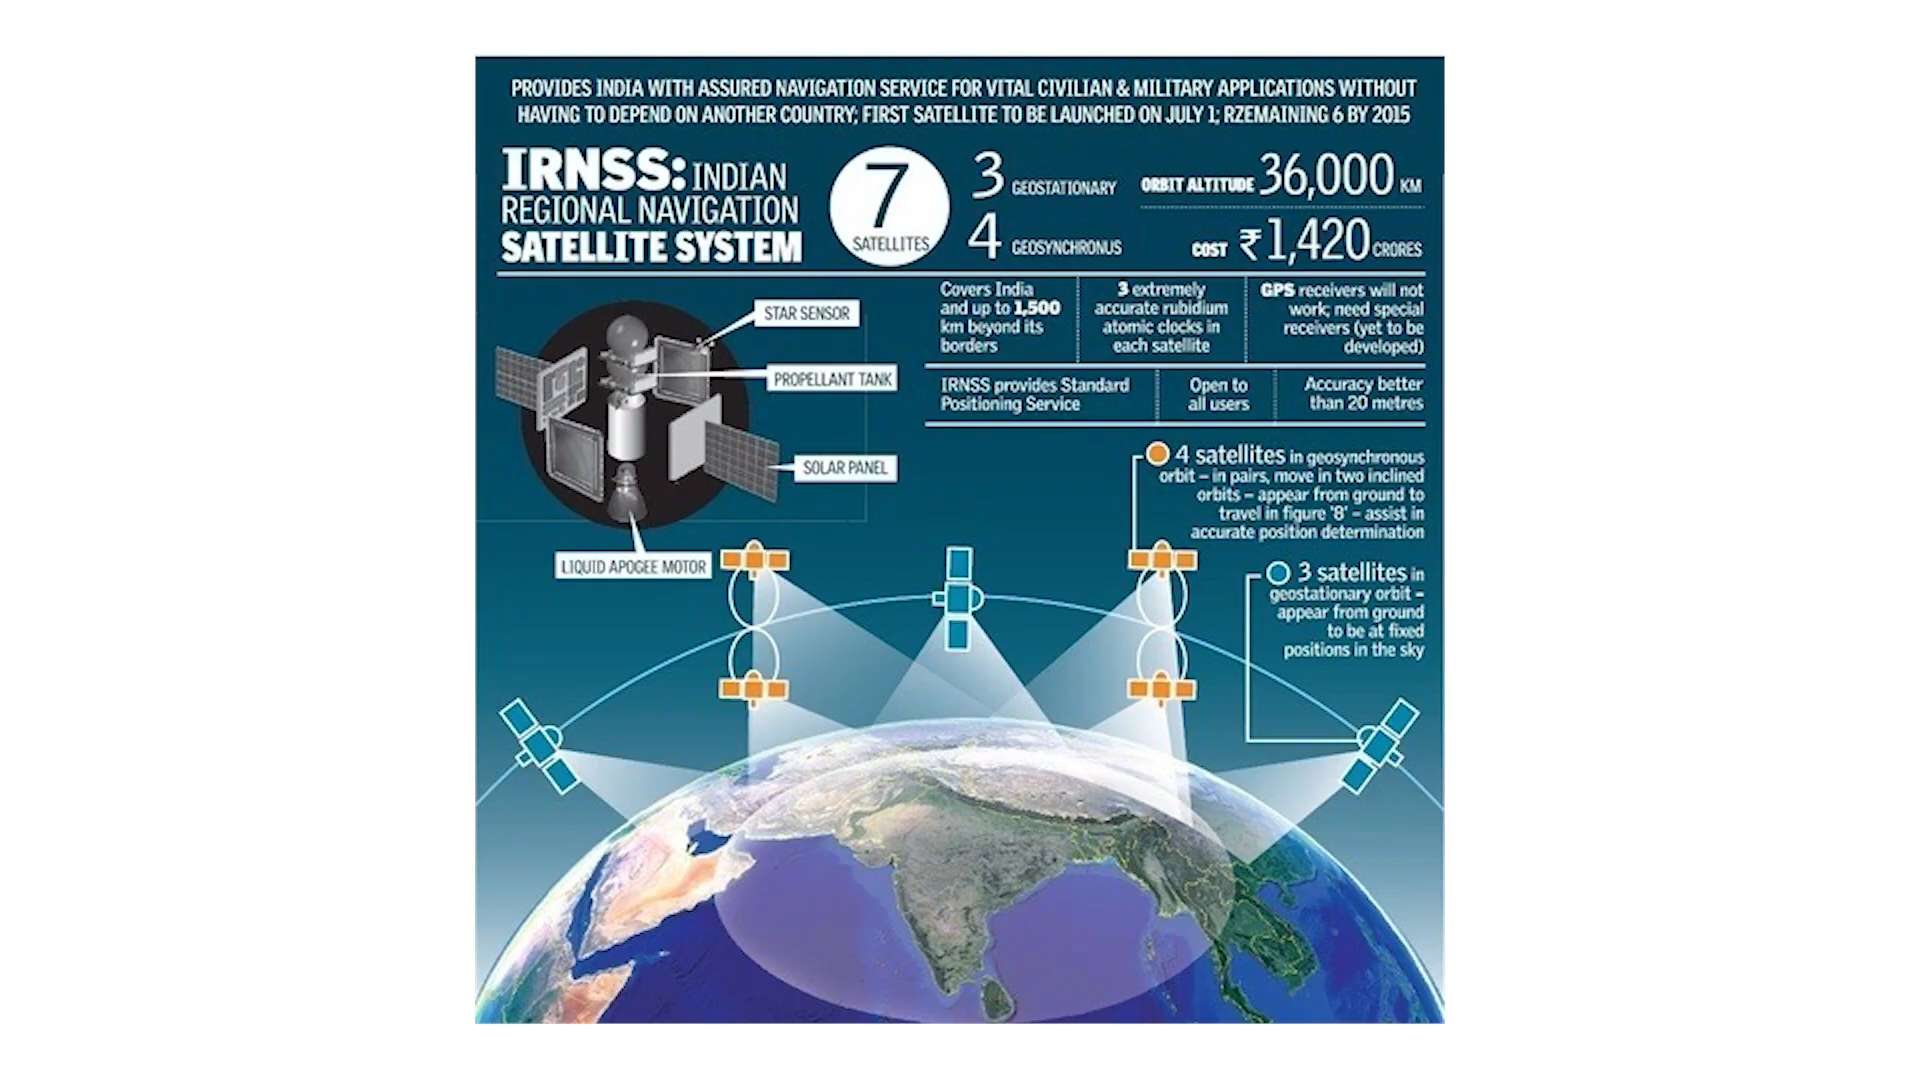 PROVIDES INDIA WITH ASSURED NAVIGATION SERVICE FOR VITAL CIVILIAN & MILITARY APPLICATIONS WITHOUT
HAVING TO DEPEND ON ANOTHER COUNTRY; FIRST SATELLITE TO BE LAUNCHED ON JULY 1; RZEMAINING 6 BY 2015
IRNSS: INDIAN
REGIONAL NAVIGATION
SATELLITE SYSTEM
7
SATELLITES
3 GEOSTATIONARY
4 GEOSYNCHRONUS
ORBIT ALTITUDE 36,000 KM
COST ₹1,420 CRORES
Covers India
and up to 1,500
km beyond its
borders
3 extremely
accurate rubidium
atomic clocks in
each satellite
GPS receivers will not
work; need special
receivers (yet to be
developed)
IRNSS provides Standard
Positioning Service
Open to
all users
Accuracy better
than 20 metres
STAR SENSOR
PROPELLANT TANK
SOLAR PANEL
LIQUID APOGEE MOTOR
4 satellites in geosynchronous
orbit – in pairs, move in two inclined
orbits – appear from ground to
travel in figure '8' – assist in
accurate position determination
3 satellites in
geostationary orbit –
appear from ground
to be at fixed
positions in the sky